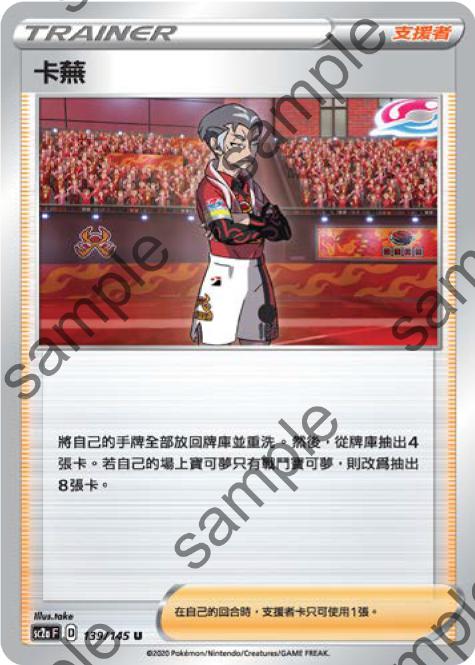 TRAINER 支援者
卡蕪
將自己的手牌全部放回牌庫並重洗。然後，從牌庫抽出4
張卡。若自己的場上寶可夢只有戰鬥寶可夢，則改為抽出
8張卡。
Illus.take
sc2a F D 139/145 U
在自己的回合時，支援者卡只可使用1張。
©2020 Pokémon/Nintendo/Creatures/GAME FREAK.
sample
sample
sample
sample
sample
sample